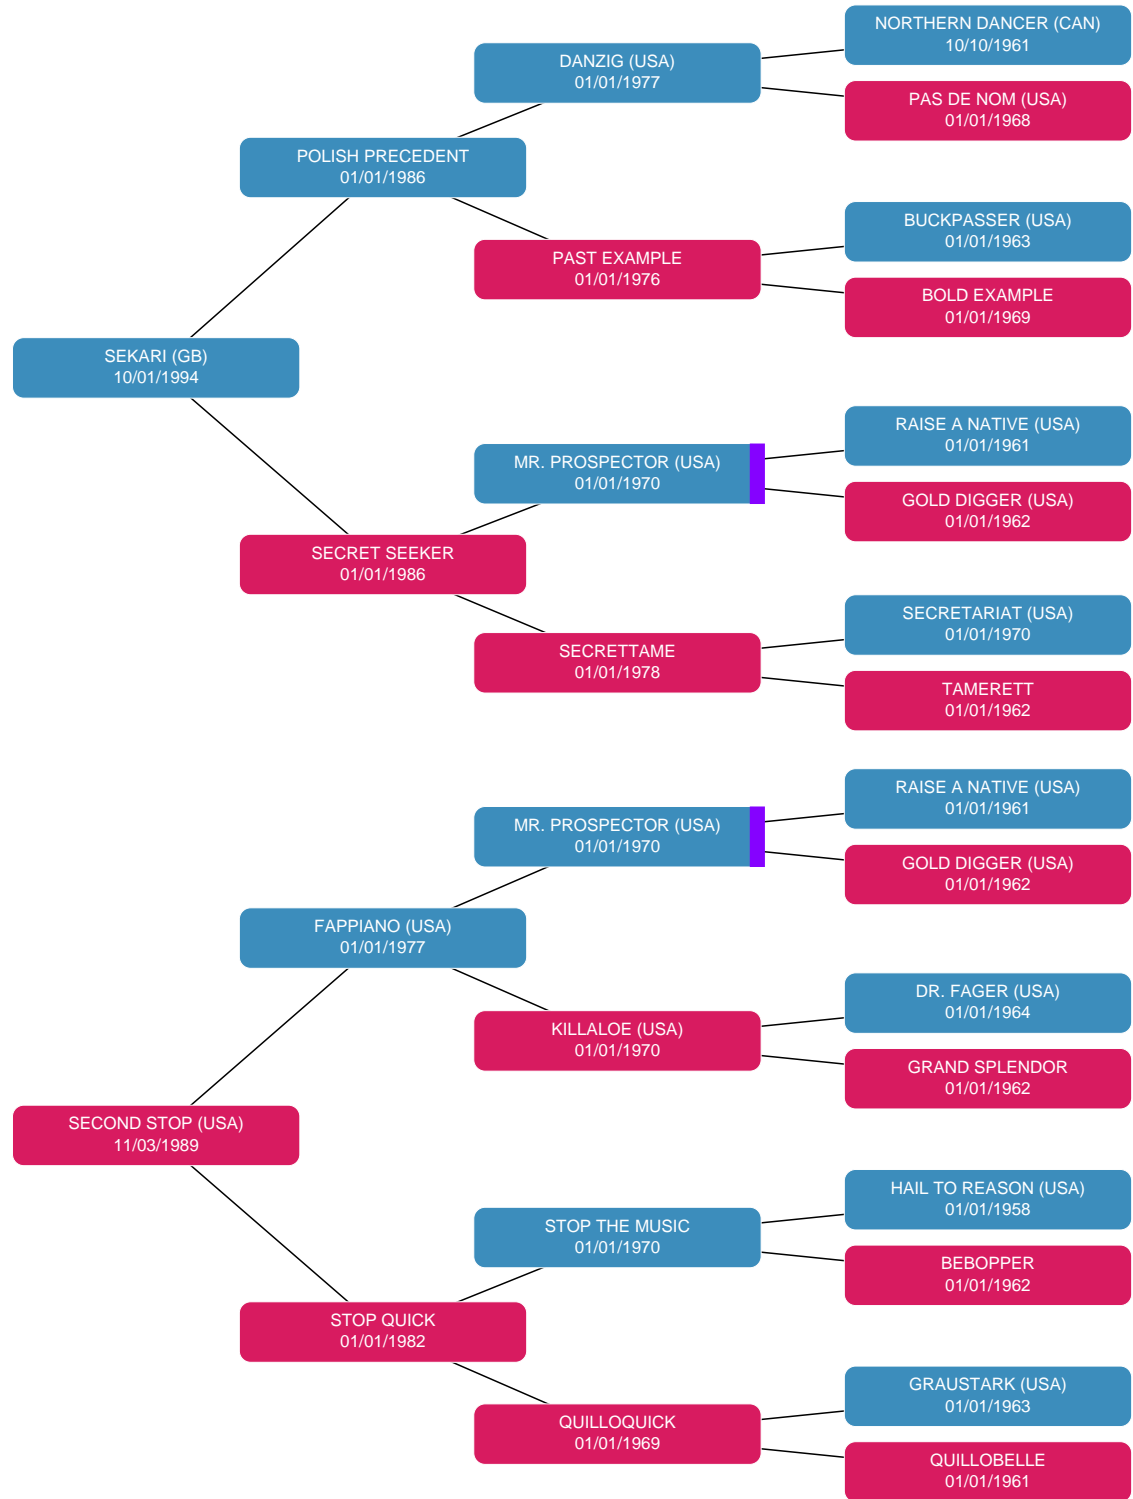 NORTHERN DANCER (CAN)
10/10/1961
DANZIG (USA)
01/01/1977
PAS DE NOM (USA)
01/01/1968
POLISH PRECEDENT
01/01/1986
BUCKPASSER (USA)
01/01/1963
PAST EXAMPLE
01/01/1976
BOLD EXAMPLE
01/01/1969
SEKARI (GB)
10/01/1994
RAISE A NATIVE (USA)
01/01/1961
MR. PROSPECTOR (USA)
01/01/1970
GOLD DIGGER (USA)
01/01/1962
SECRET SEEKER
01/01/1986
SECRETARIAT (USA)
01/01/1970
SECRETTAME
01/01/1978
TAMERETT
01/01/1962
RAISE A NATIVE (USA)
01/01/1961
MR. PROSPECTOR (USA)
01/01/1970
GOLD DIGGER (USA)
01/01/1962
FAPPIANO (USA)
01/01/1977
DR. FAGER (USA)
01/01/1964
KILLALOE (USA)
01/01/1970
GRAND SPLENDOR
01/01/1962
SECOND STOP (USA)
11/03/1989
HAIL TO REASON (USA)
01/01/1958
STOP THE MUSIC
01/01/1970
BEBOPPER
01/01/1962
STOP QUICK
01/01/1982
GRAUSTARK (USA)
01/01/1963
QUILLOQUICK
01/01/1969
QUILLOBELLE
01/01/1961